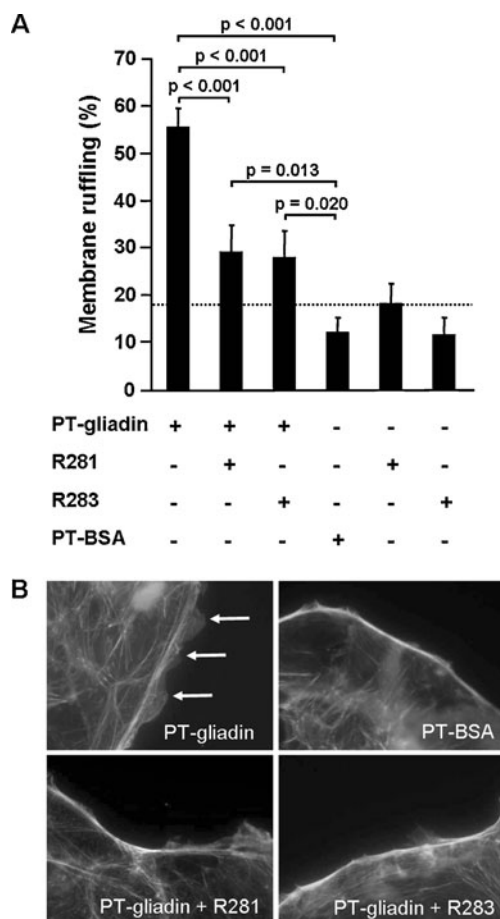 A
p < 0.001
p < 0.001
p < 0.001
p = 0.013
p = 0.020
Membrane ruffling (%)
70
60
50
40
30
20
10
0
PT-gliadin + + + - - -
R281 - + - - + -
R283 - - + - - +
PT-BSA - - - + - -
B
PT-gliadin
PT-BSA
PT-gliadin + R281
PT-gliadin + R283